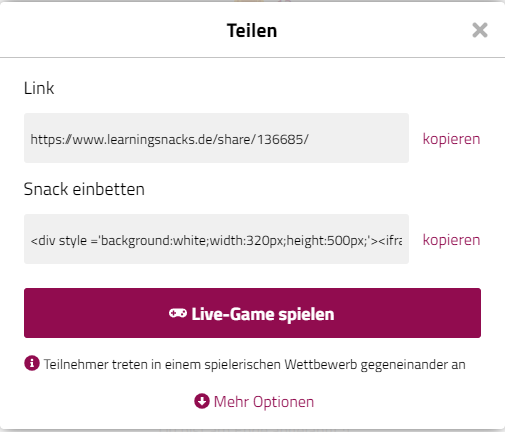 Teilen
Link
https://www.learningsnacks.de/share/136685/
kopieren
Snack einbetten
<div style ='background:white;width:320px;height:500px;'><ifra
kopieren
Live-Game spielen
Teilnehmer treten in einem spielerischen Wettbewerb gegeneinander an
Mehr Optionen